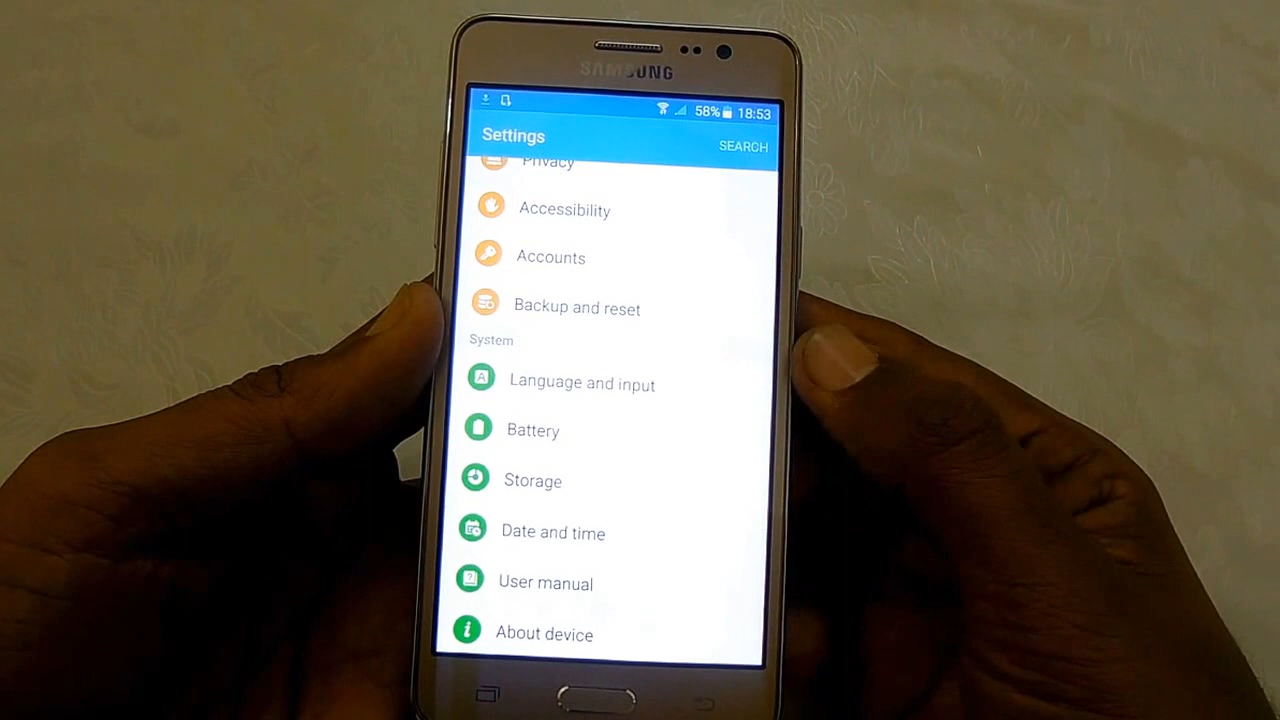 SAMSUNG
58% 18:53
Settings
SEARCH
Privacy
Accessibility
Accounts
Backup and reset
System
Language and input
Battery
Storage
Date and time
User manual
About device